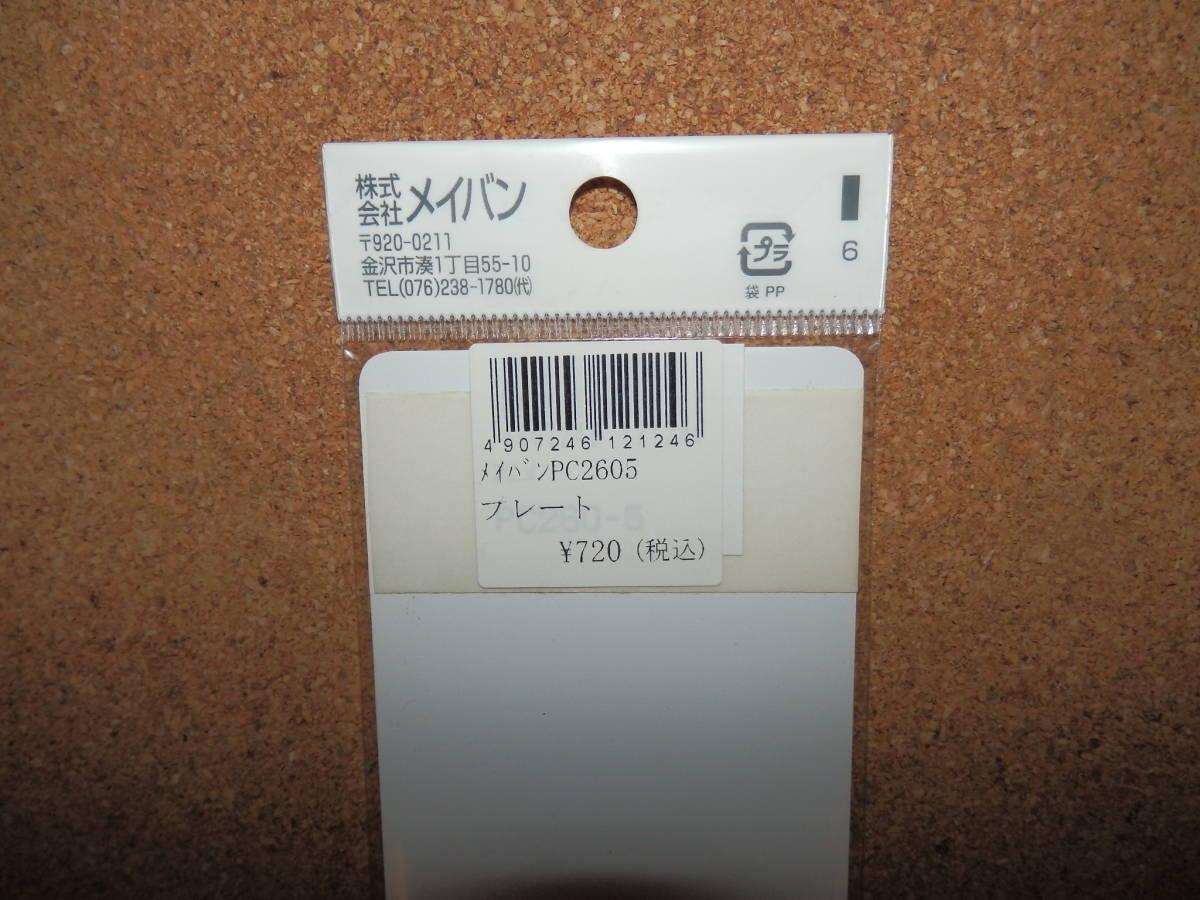 株式会社メイバン
〒920-0211
金沢市湊1丁目55-10
TEL(076)238-1780㈹
プラ
袋 PP
6
4 907246 121246
ﾒｲﾊﾞﾝPC2605
プレート
PC260-5
¥720(税込)